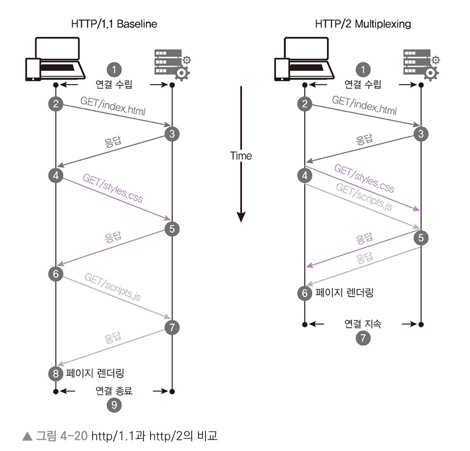 HTTP/1.1 Baseline
1
연결 수립
2
GET/index.html
3
응답
4
GET/styles.css
5
응답
6
GET/scripts.js
7
응답
8 페이지 렌더링
연결 종료
9
Time
HTTP/2 Multiplexing
1
연결 수립
2
GET/index.html
3
응답
4
GET/styles.css
GET/scripts.js
5
응답
응답
6 페이지 렌더링
연결 지속
7
▲ 그림 4-20 http/1.1과 http/2의 비교